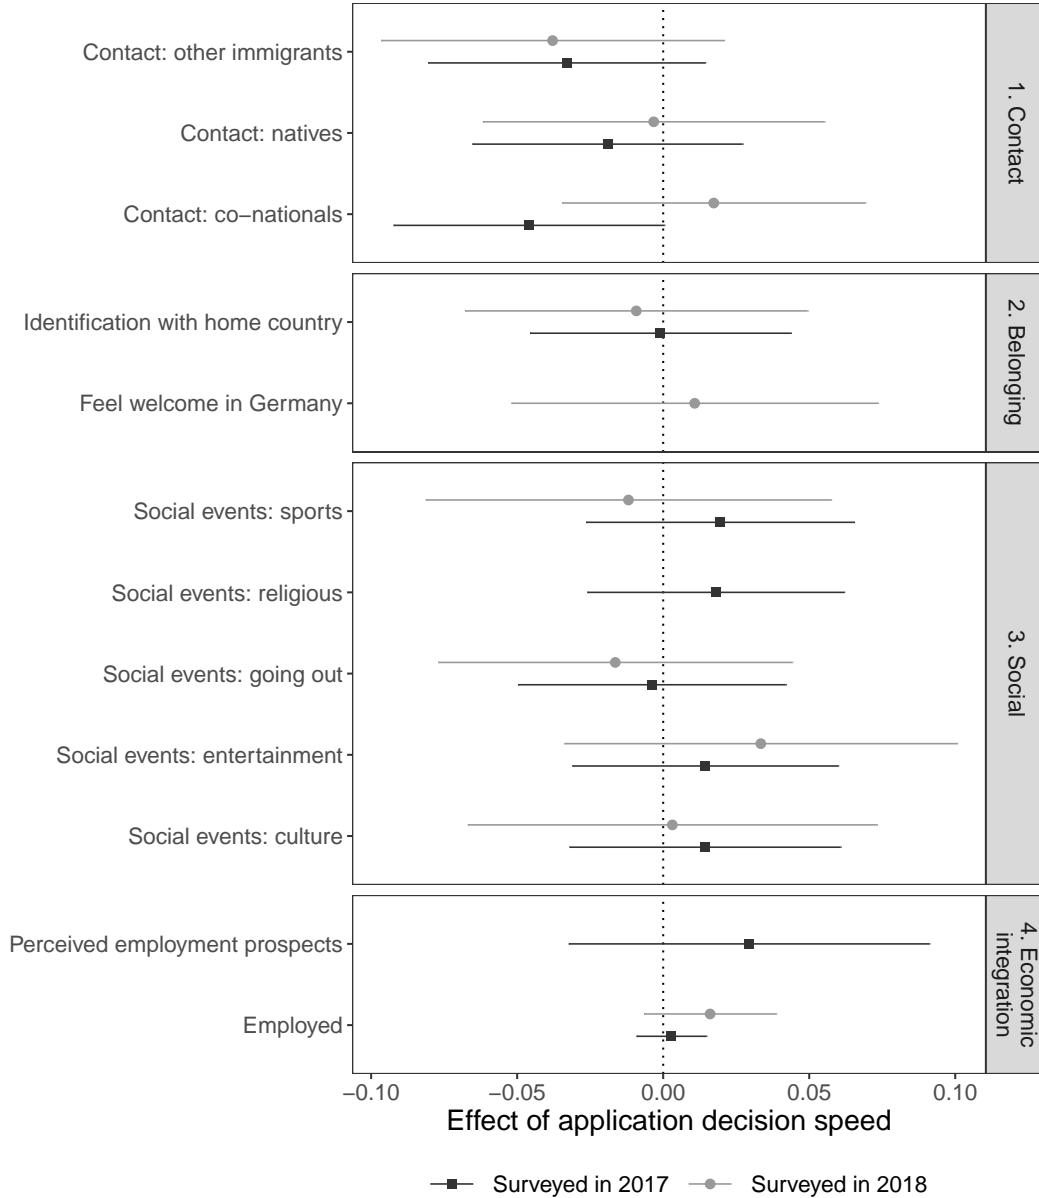 Contact: other immigrants
Contact: natives
Contact: co−nationals
1. Contact
Identification with home country
Feel welcome in Germany
2. Belonging
Social events: sports
Social events: religious
Social events: going out
Social events: entertainment
Social events: culture
3. Social
Perceived employment prospects
Employed
4. Economic
integration
−0.10 −0.05 0.00 0.05 0.10
Effect of application decision speed
Surveyed in 2017 Surveyed in 2018